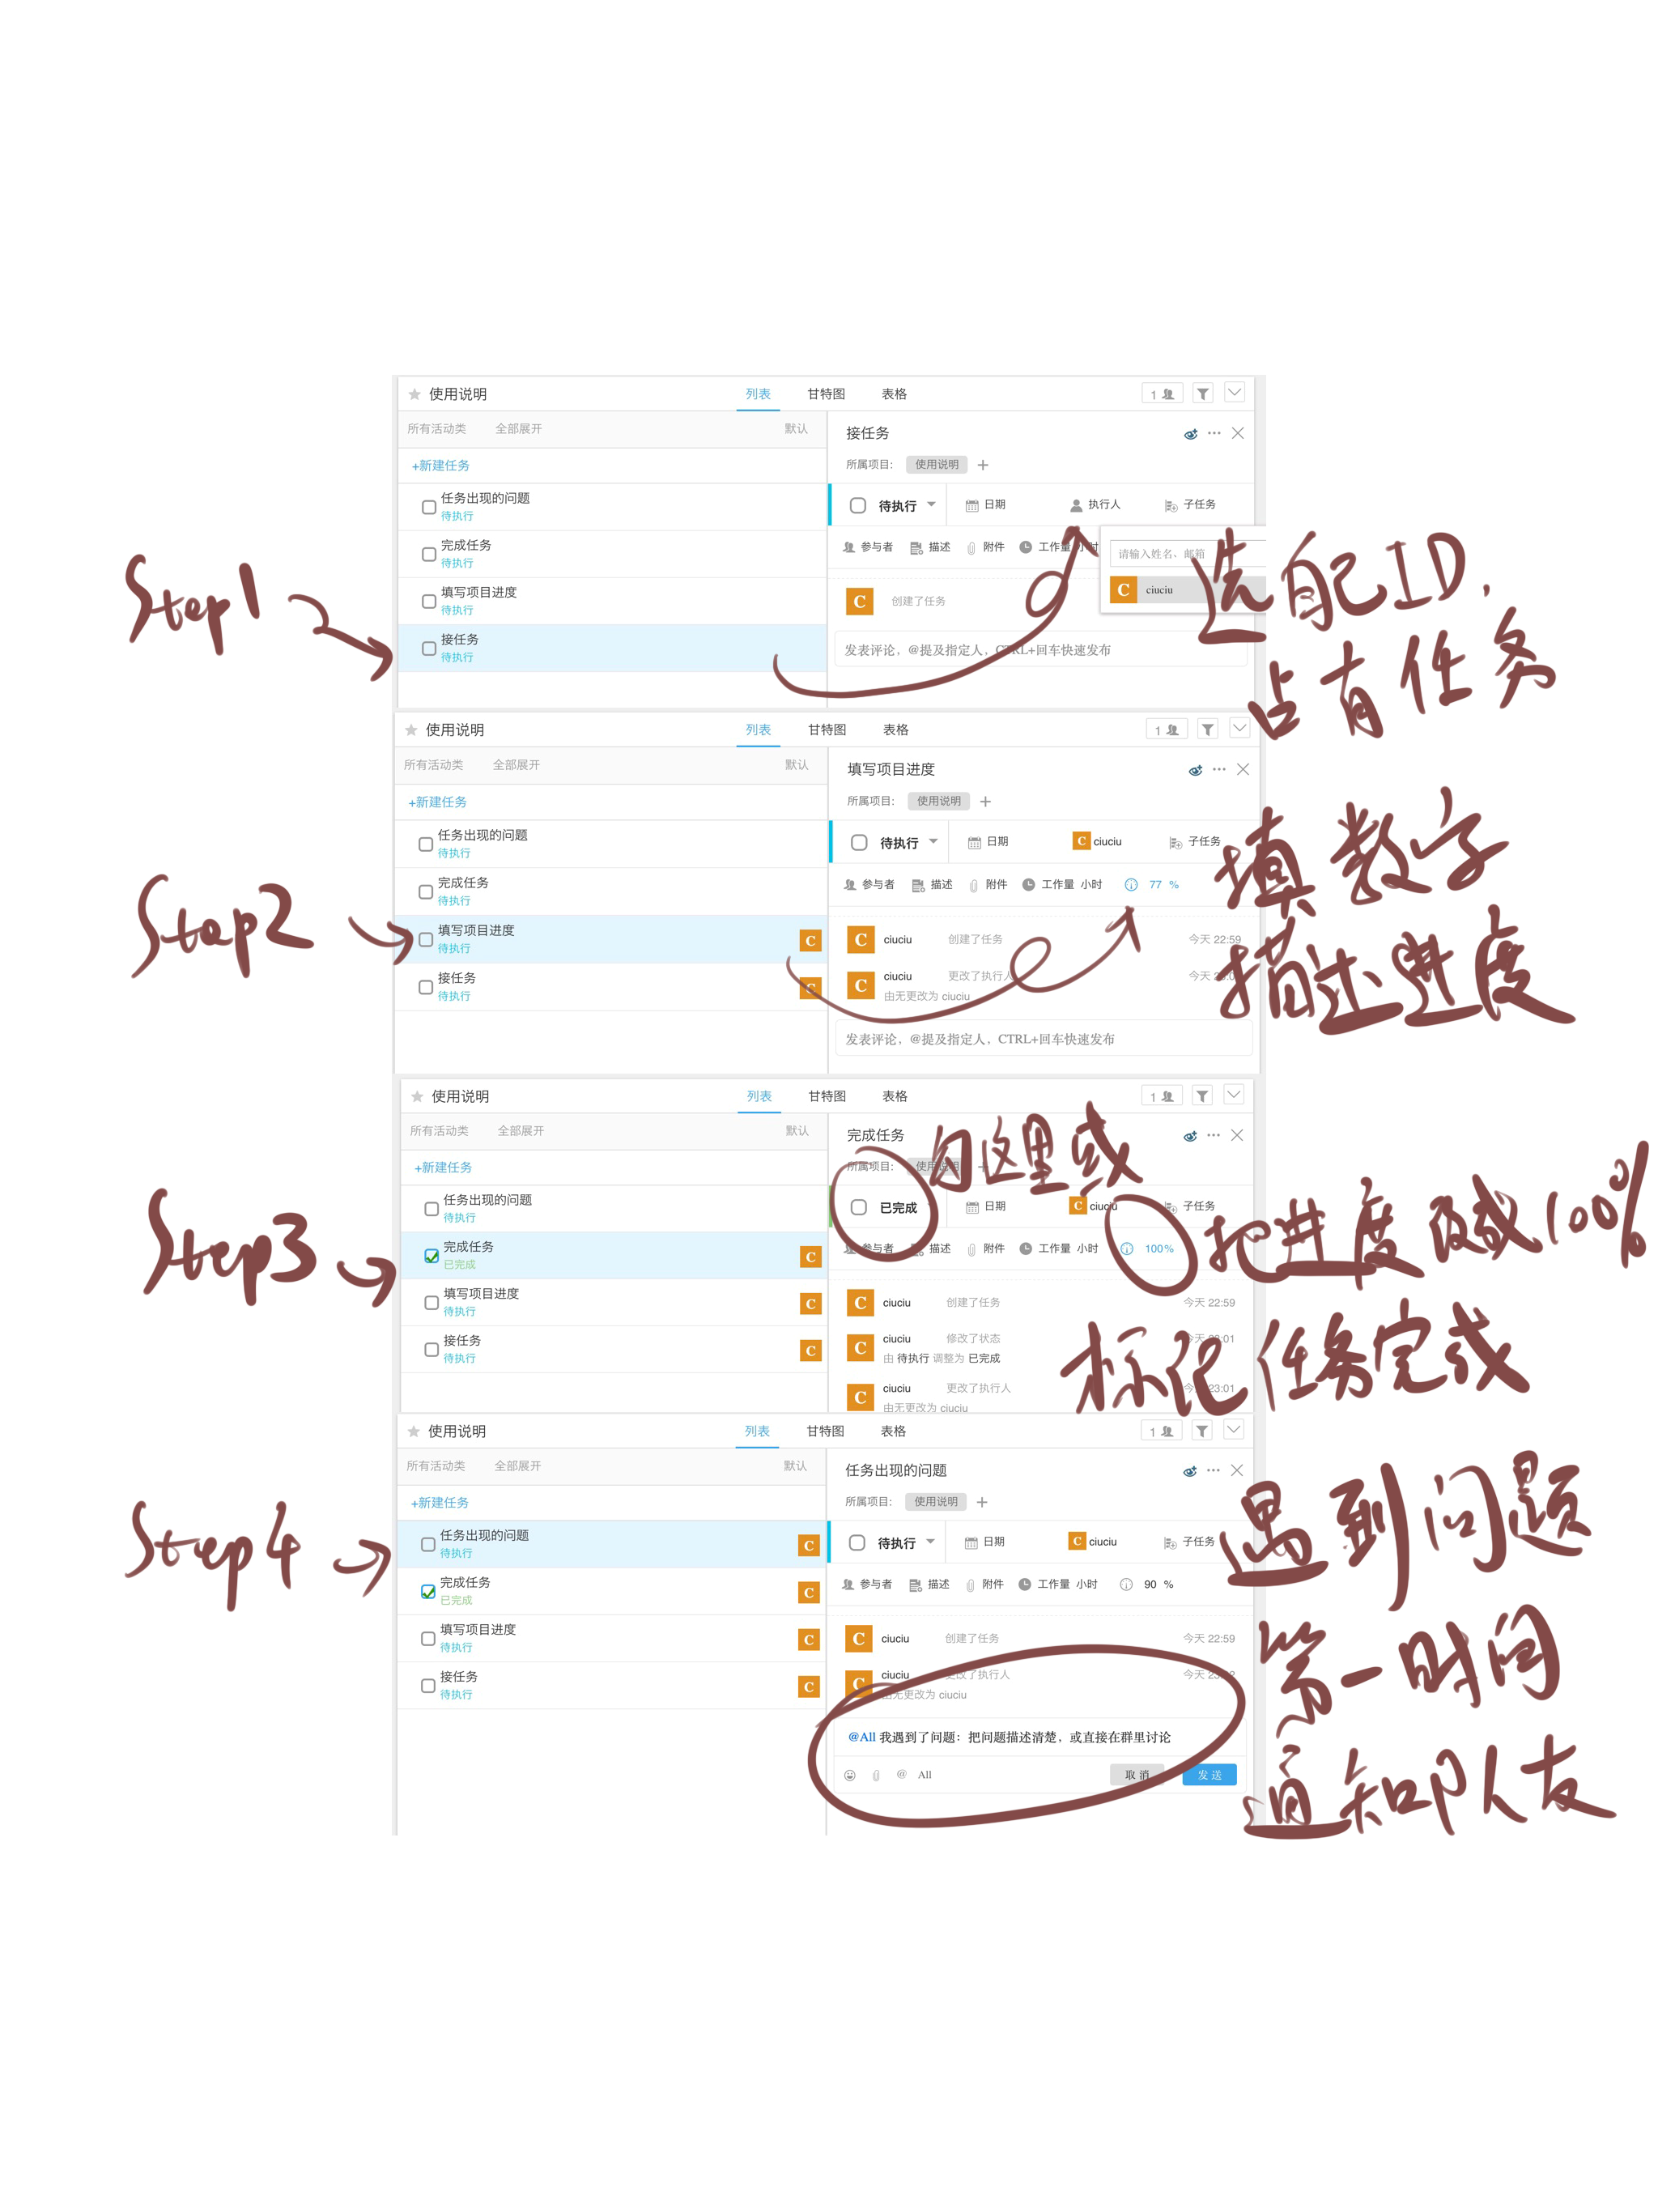 使用说明 列表 甘特图 表格 1
所有活动类 全部展开 默认
接任务
+新建任务
所属项目: 使用说明 +
任务出现的问题
待执行
待执行 日期 执行人 子任务
完成任务
待执行
参与者 描述 附件 工作量 小时
请输入姓名、邮箱
C ciuciu
填写项目进度
待执行
C 创建了任务
接任务
待执行
发表评论，@提及指定人，CTRL+回车快速发布
Step1
选自己ID,
占有任务
使用说明 列表 甘特图 表格 1
所有活动类 全部展开 默认
填写项目进度
+新建任务
所属项目: 使用说明 +
任务出现的问题
待执行
待执行 日期 C ciuciu 子任务
完成任务
待执行
参与者 描述 附件 工作量 小时 77 %
填写项目进度 C
待执行
C ciuciu 创建了任务 今天 22:59
接任务 C
待执行
C ciuciu 更改了执行人 今天
由无更改为 ciuciu
发表评论，@提及指定人，CTRL+回车快速发布
Step2
填数字
描述进度
使用说明 列表 甘特图 表格 1
所有活动类 全部展开 默认
完成任务
+新建任务
所属项目: 使用说明 +
任务出现的问题
待执行
已完成 日期 C ciuciu 子任务
完成任务 C
已完成
参与者 描述 附件 工作量 小时 100%
填写项目进度 C
待执行
C ciuciu 创建了任务 今天 22:59
接任务 C
待执行
C ciuciu 修改了状态 今天 23:01
由 待执行 调整为 已完成
C ciuciu 更改了执行人 今天 23:01
由无更改为 ciuciu
Step3
勾这里或
把进度改成100%
标记任务完成
使用说明 列表 甘特图 表格 1
所有活动类 全部展开 默认
任务出现的问题
+新建任务
所属项目: 使用说明 +
任务出现的问题 C
待执行
待执行 日期 C ciuciu 子任务
完成任务 C
已完成
参与者 描述 附件 工作量 小时 90 %
填写项目进度 C
待执行
C ciuciu 创建了任务 今天 22:59
接任务 C
待执行
C ciuciu 更改了执行人 今天
由无更改为 ciuciu
@All 我遇到了问题：把问题描述清楚，或直接在群里讨论
@ All 取消 发送
Step4
遇到问题
第一时间
通知队友